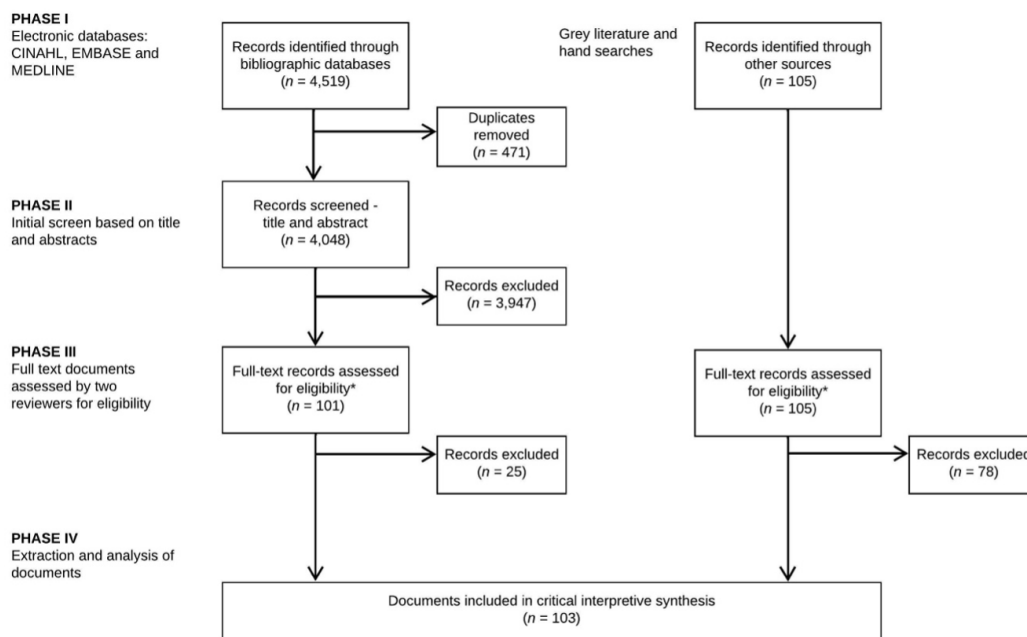 PHASE I
Electronic databases:
CINAHL, EMBASE and
MEDLINE
Records identified through
bibliographic databases
(n = 4,519)
Grey literature and
hand searches
Records identified through
other sources
(n = 105)
Duplicates
removed
(n = 471)
PHASE II
Initial screen based on title
and abstracts
Records screened -
title and abstract
(n = 4,048)
Records excluded
(n = 3,947)
PHASE III
Full text documents
assessed by two
reviewers for eligibility
Full-text records assessed
for eligibility*
(n = 101)
Full-text records assessed
for eligibility*
(n = 105)
Records excluded
(n = 25)
Records excluded
(n = 78)
PHASE IV
Extraction and analysis of
documents
Documents included in critical interpretive synthesis
(n = 103)